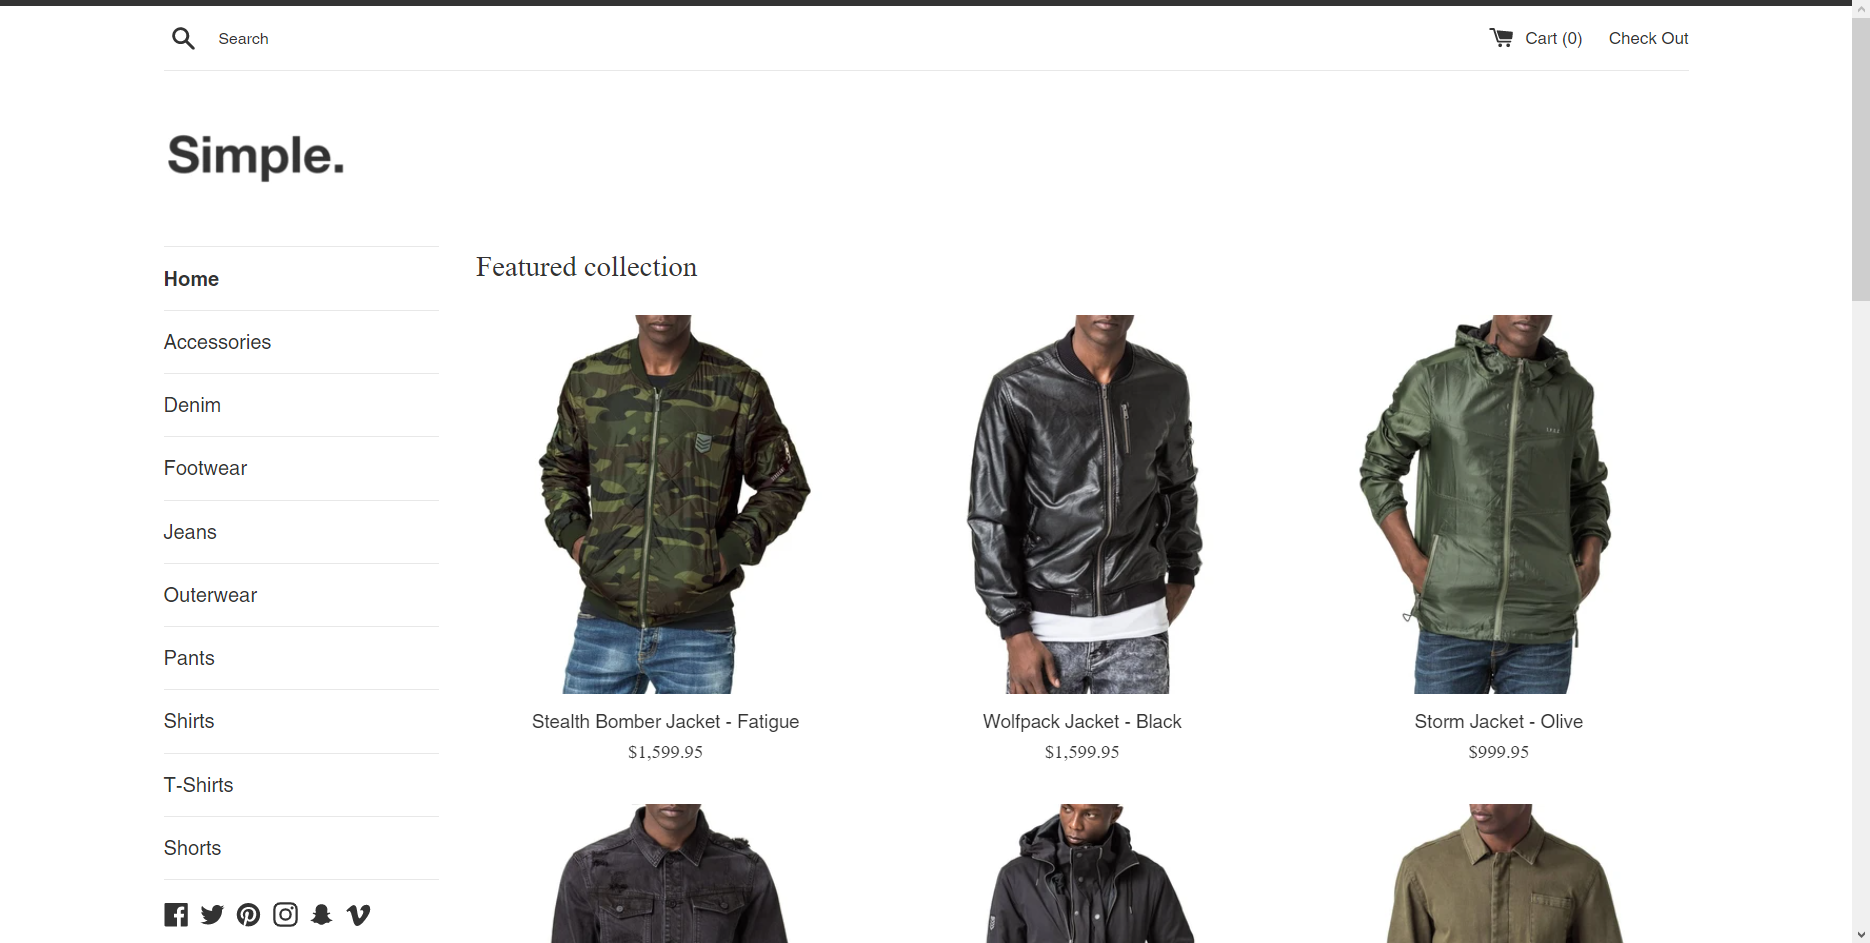 Search
Cart (0)
Check Out
Simple.
Home
Accessories
Denim
Footwear
Jeans
Outerwear
Pants
Shirts
T-Shirts
Shorts
Featured collection
Stealth Bomber Jacket - Fatigue
$1,599.95
Wolfpack Jacket - Black
$1,599.95
Storm Jacket - Olive
$999.95